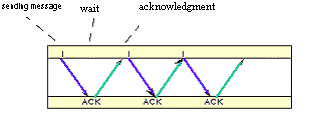 sending message
wait
acknowledgment
I I I
ACK ACK ACK